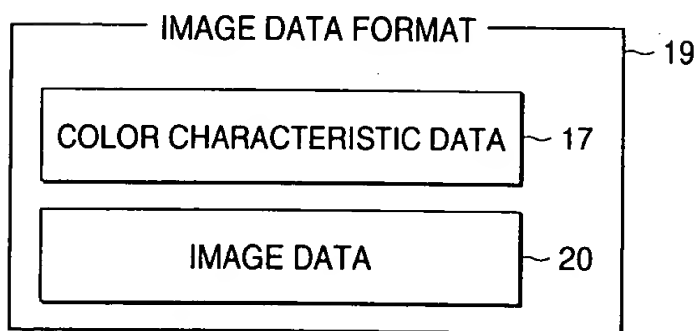 IMAGE DATA FORMAT
19
COLOR CHARACTERISTIC DATA
17
IMAGE DATA
20